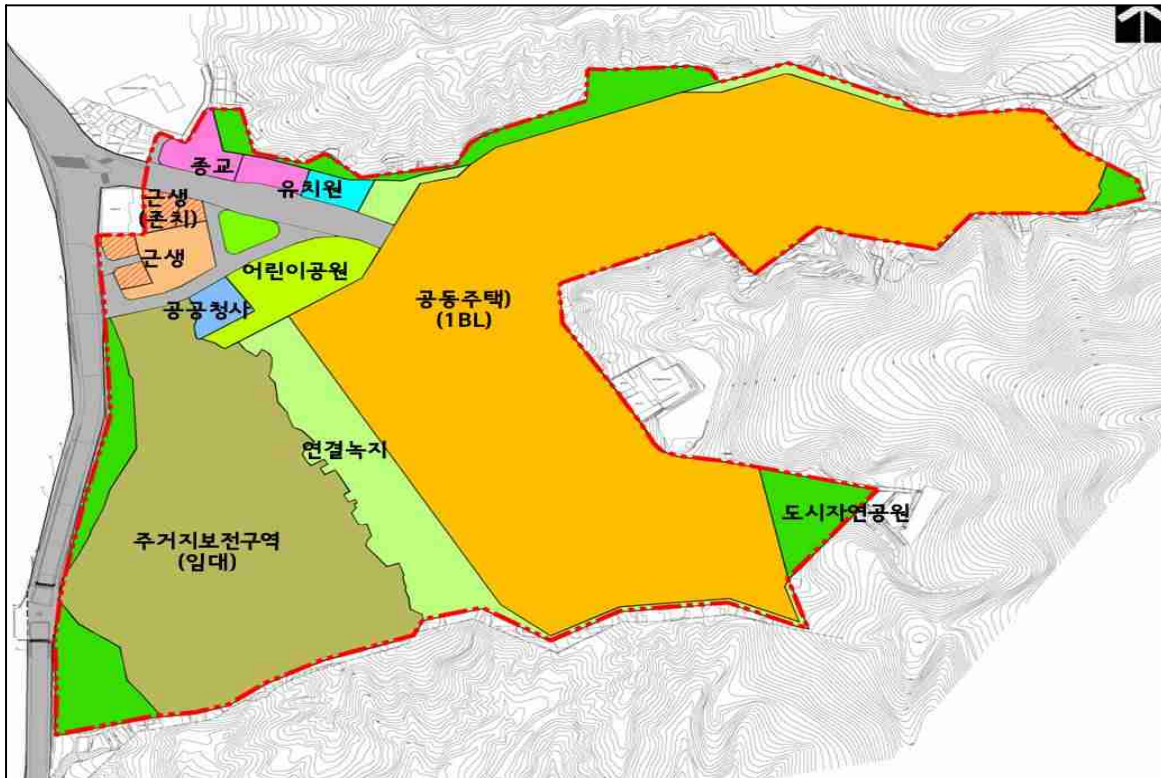 종교
유치원
근생
(존치)
근생
어린이공원
공공청사
공동주택)
(1BL)
연결녹지
도시자연공원
주거지보전구역
(임대)